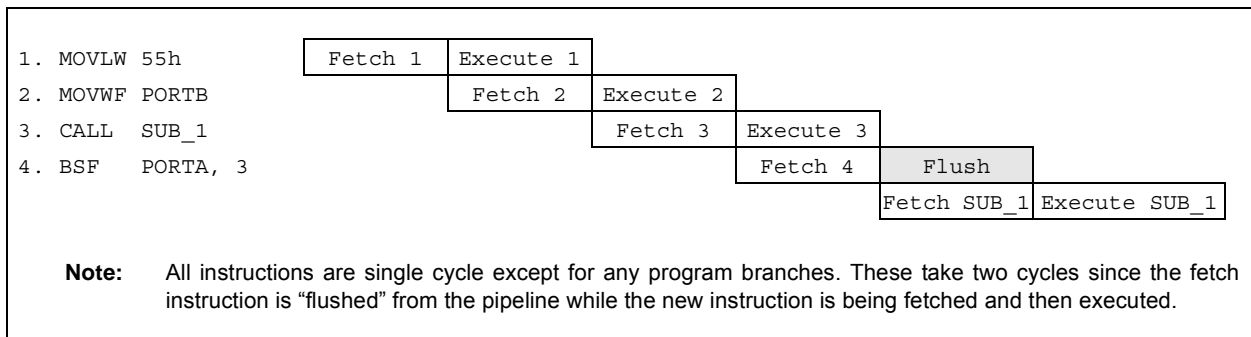 1. MOVLW 55h Fetch 1 Execute 1
2. MOVWF PORTB Fetch 2 Execute 2
3. CALL SUB_1 Fetch 3 Execute 3
4. BSF PORTA, 3 Fetch 4 Flush
Fetch SUB_1 Execute SUB_1
Note: All instructions are single cycle except for any program branches. These take two cycles since the fetch
instruction is “flushed” from the pipeline while the new instruction is being fetched and then executed.